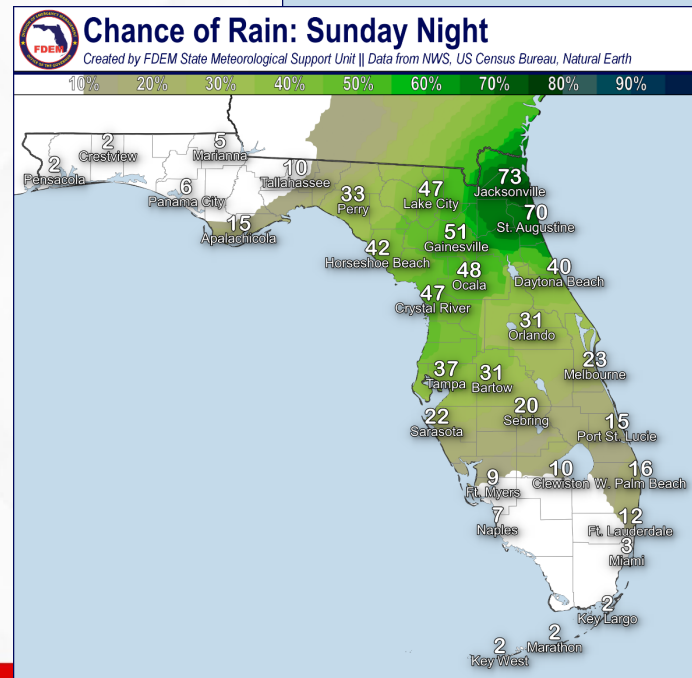 Chance of Rain: Sunday Night
FDEM
Created by FDEM State Meteorological Support Unit || Data from NWS, US Census Bureau, Natural Earth
10% 20% 30% 40% 50% 60% 70% 80% 90%
2
Pensacola
2
Crestview
5
Marianna
6
Panama City
10
Tallahassee
15
Apalachicola
33
Perry
47
Lake City
73
Jacksonville
70
St. Augustine
51
Gainesville
42
Horseshoe Beach
48
Ocala
40
Daytona Beach
47
Crystal River
31
Orlando
23
Melbourne
37
Tampa
31
Bartow
22
Sarasota
20
Sebring
15
Port St. Lucie
9
Ft. Myers
10
Clewiston
16
W. Palm Beach
7
Naples
12
Ft. Lauderdale
3
Miami
2
Key Largo
2
Marathon
2
Key West